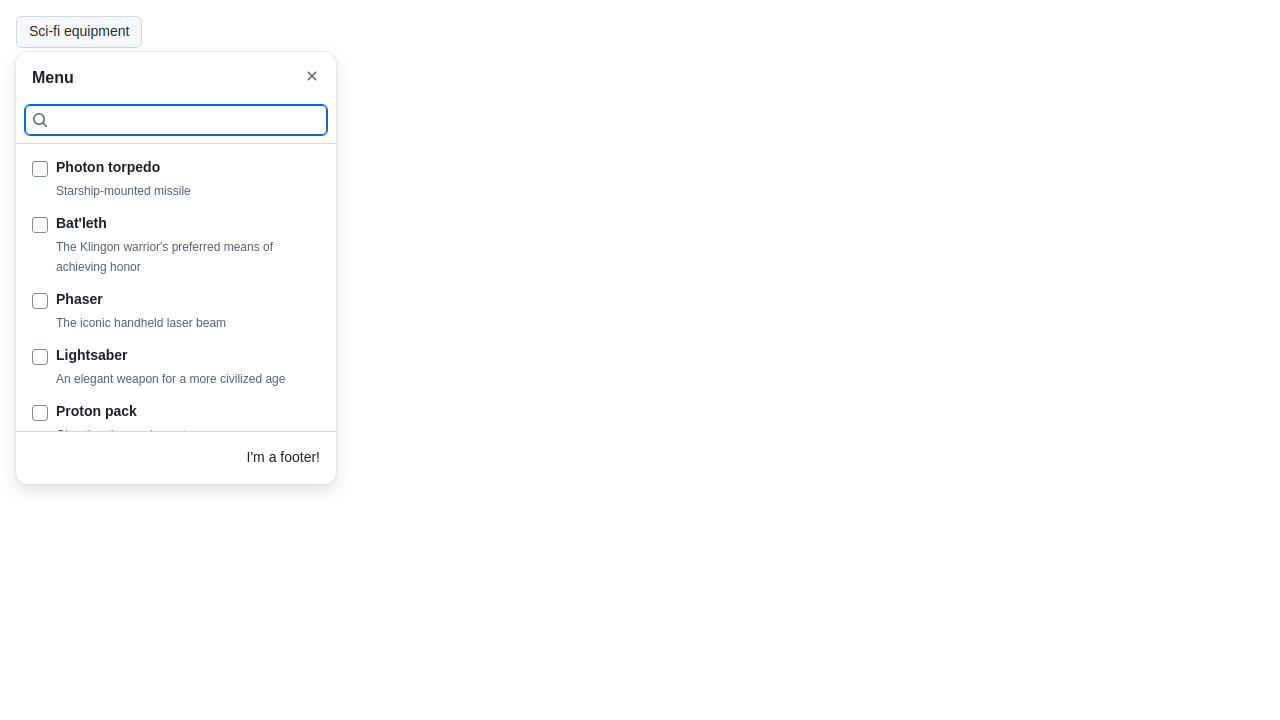 Sci-fi equipment
Menu
Photon torpedo
Starship-mounted missile
Bat'leth
The Klingon warrior's preferred means of
achieving honor
Phaser
The iconic handheld laser beam
Lightsaber
An elegant weapon for a more civilized age
Proton pack
I'm a footer!